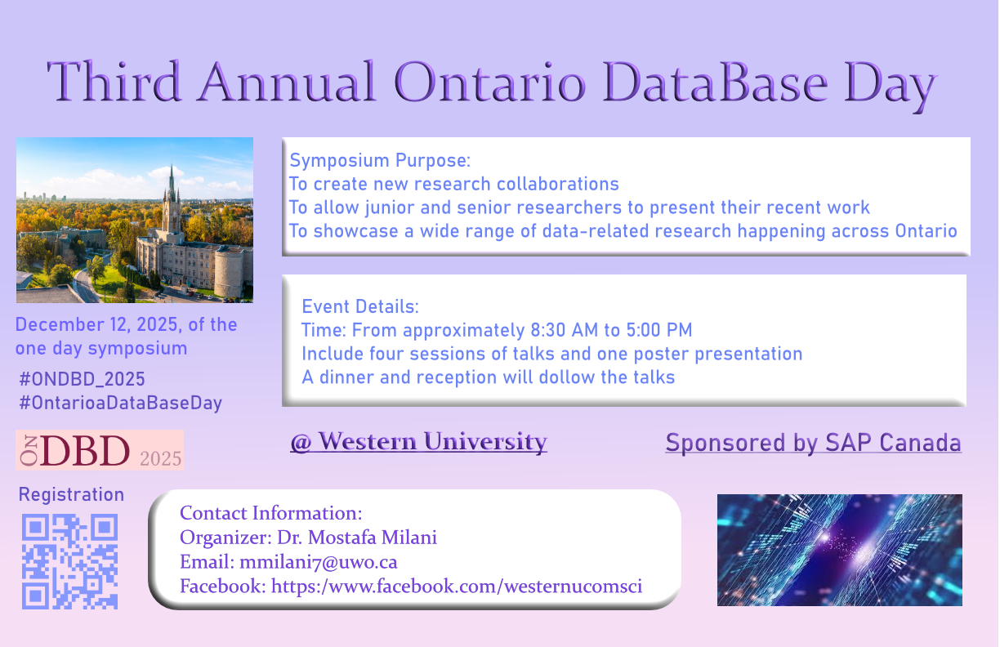 Third Annual Ontario DataBase Day
Symposium Purpose:
To create new research collaborations
To allow junior and senior researchers to present their recent work
To showcase a wide range of data-related research happening across Ontario
Event Details:
Time: From approximately 8:30 AM to 5:00 PM
Include four sessions of talks and one poster presentation
A dinner and reception will dollow the talks
December 12, 2025, of the
one day symposium
#ONDBD_2025
#OntarioaDataBaseDay
ON DBD 2025
@ Western University
Sponsored by SAP Canada
Registration
Contact Information:
Organizer: Dr. Mostafa Milani
Email: mmilani7@uwo.ca
Facebook: https:/www.facebook.com/westernucomsci